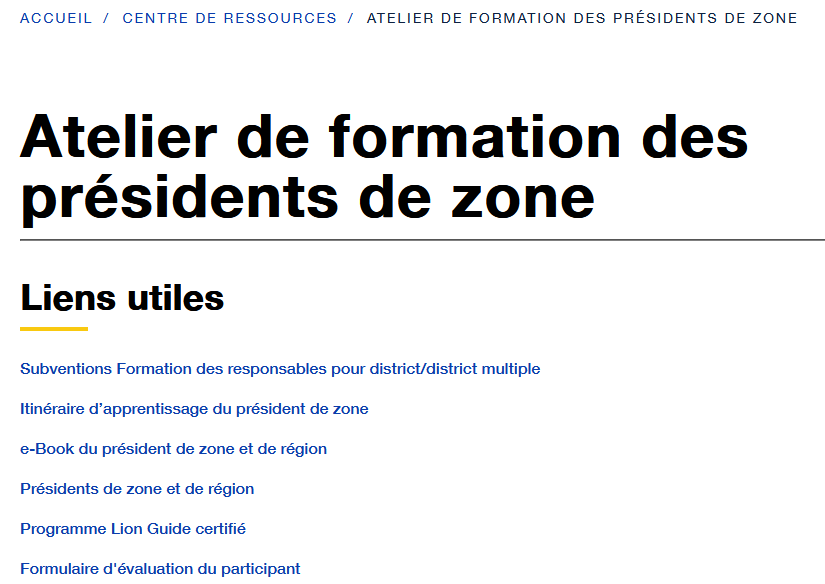 ACCUEIL / CENTRE DE RESSOURCES / ATELIER DE FORMATION DES PRÉSIDENTS DE ZONE
Atelier de formation des
présidents de zone
Liens utiles
Subventions Formation des responsables pour district/district multiple
Itinéraire d’apprentissage du président de zone
e-Book du président de zone et de région
Présidents de zone et de région
Programme Lion Guide certifié
Formulaire d'évaluation du participant